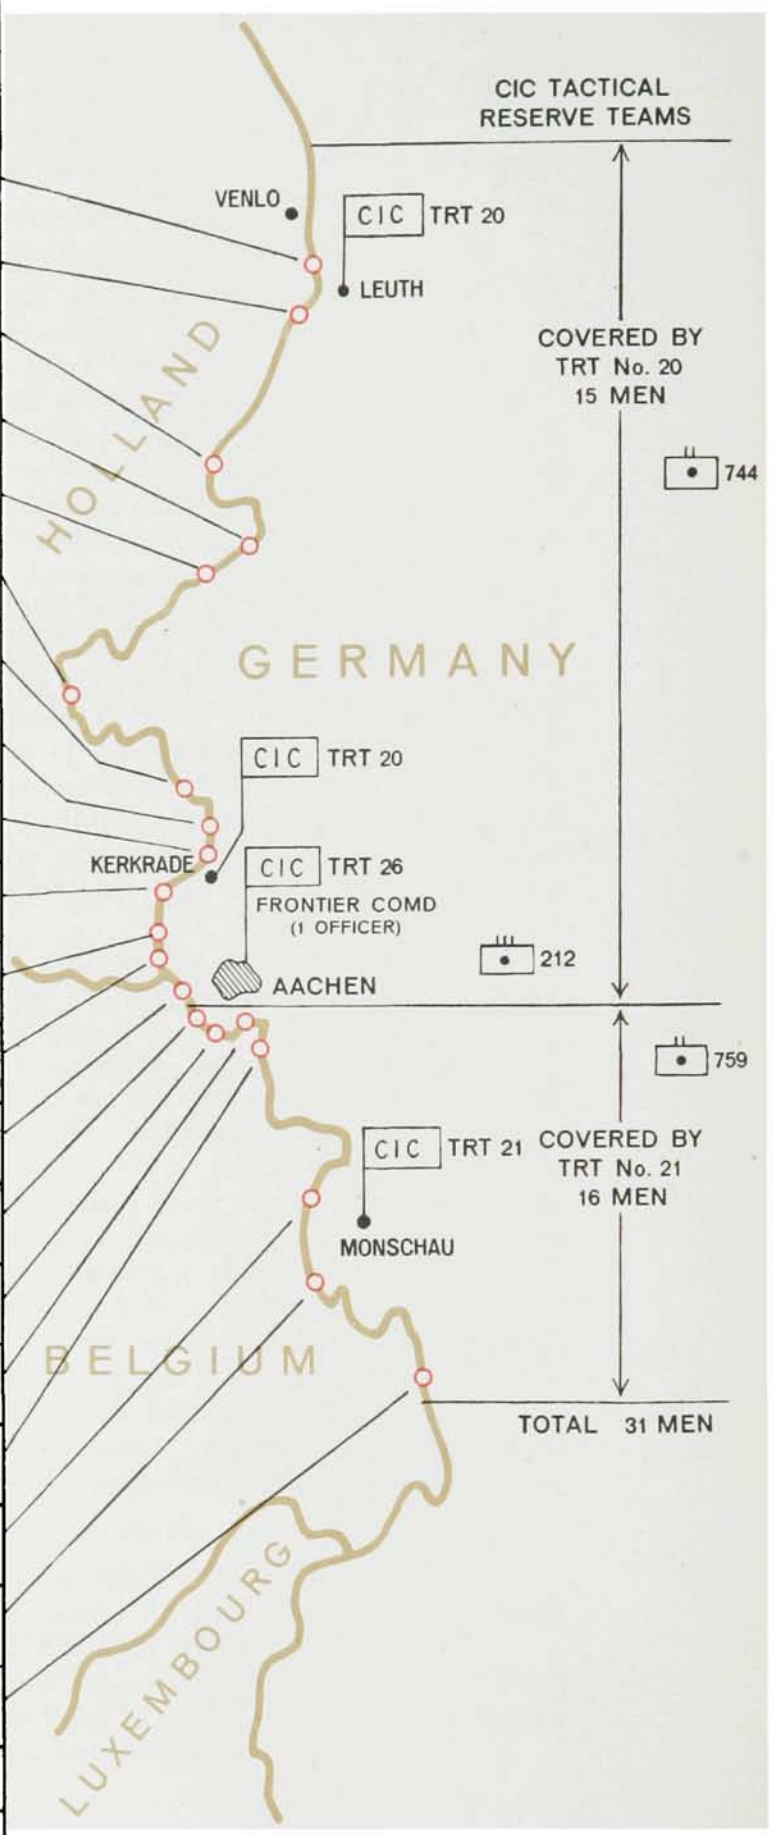 CIC TACTICAL
RESERVE TEAMS
VENLO
CIC TRT 20
LEUTH
HOLLAND
COVERED BY
TRT No. 20
15 MEN
744
GERMANY
CIC TRT 20
KERKRADE
CIC TRT 26
FRONTIER COMD
(1 OFFICER)
212
AACHEN
759
CIC TRT 21
COVERED BY
TRT No. 21
16 MEN
MONSCHAU
BELGIUM
TOTAL 31 MEN
LUXEMBOURG